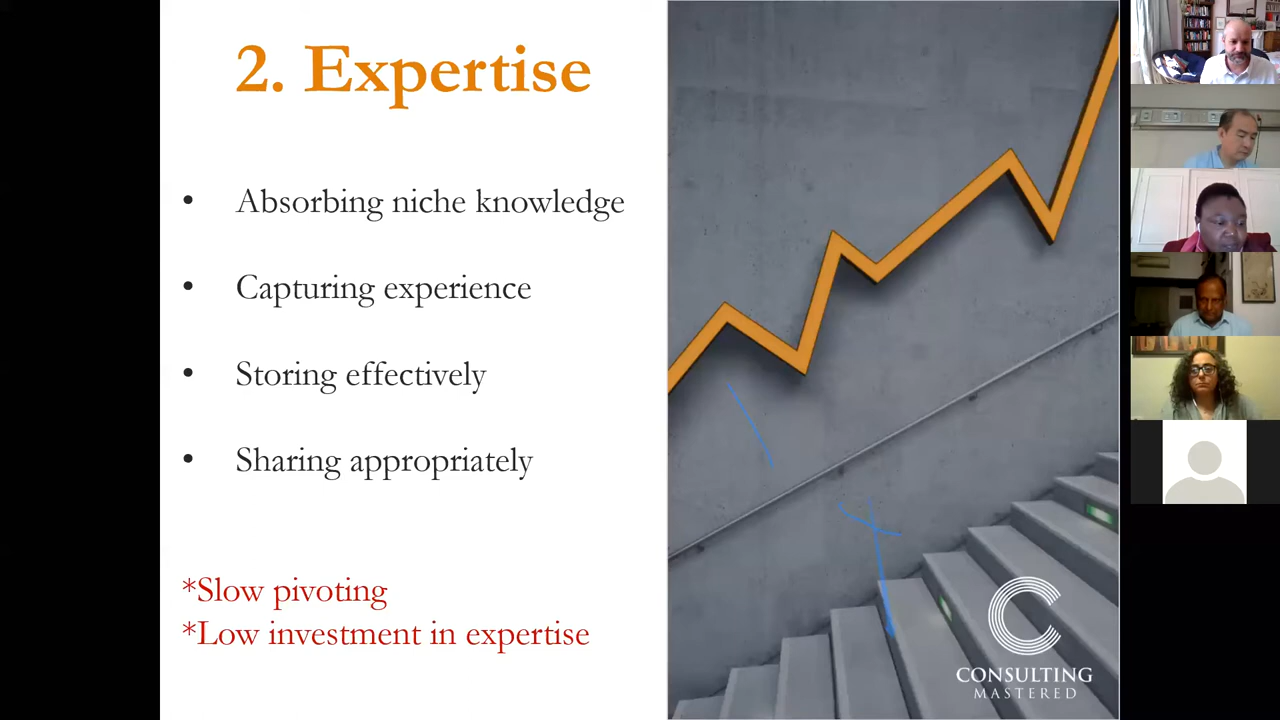 2. Expertise
• Absorbing niche knowledge
• Capturing experience
• Storing effectively
• Sharing appropriately
*Slow pivoting
*Low investment in expertise
CONSULTING
MASTERED